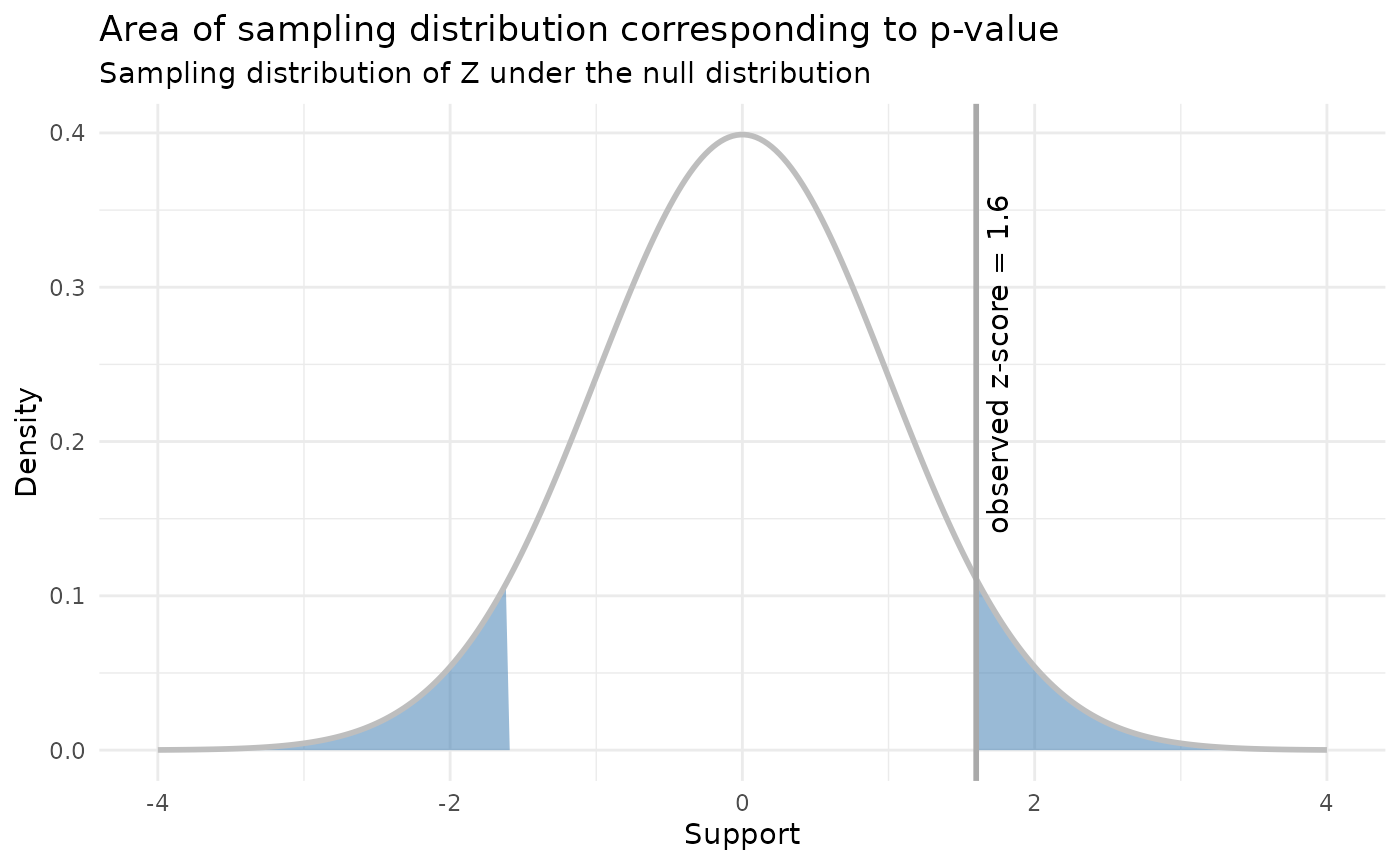 Area of sampling distribution corresponding to p-value
Sampling distribution of Z under the null distribution
0.4
0.3
0.2
0.1
0.0
Density
observed z-score = 1.6
-4
-2
0
2
4
Support